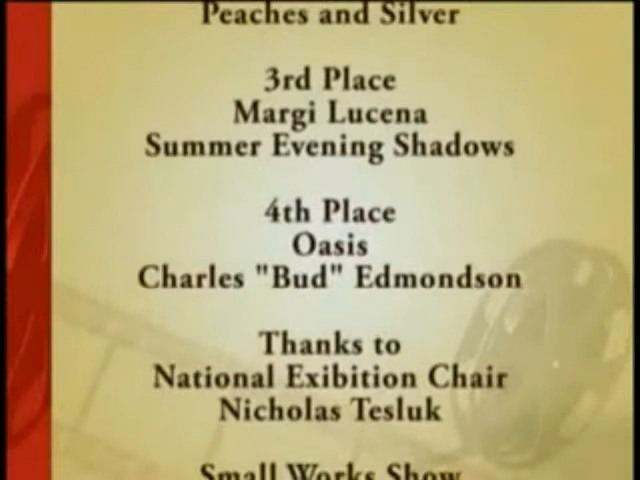 Peaches and Silver
3rd Place
Margi Lucena
Summer Evening Shadows
4th Place
Oasis
Charles "Bud" Edmondson
Thanks to
National Exibition Chair
Nicholas Tesluk
Small Works Show